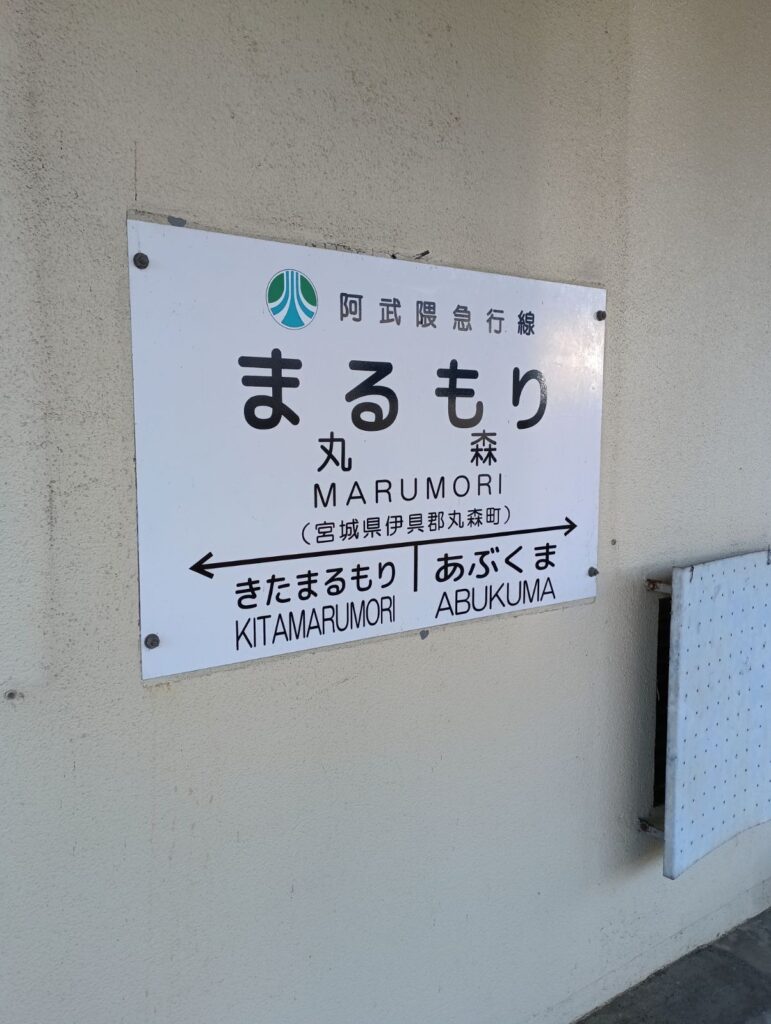 阿武隈急行線
まるもり
丸森
MARUMORI
(宮城県伊具郡丸森町)
きたまるもり あぶくま
KITAMARUMORI ABUKUMA